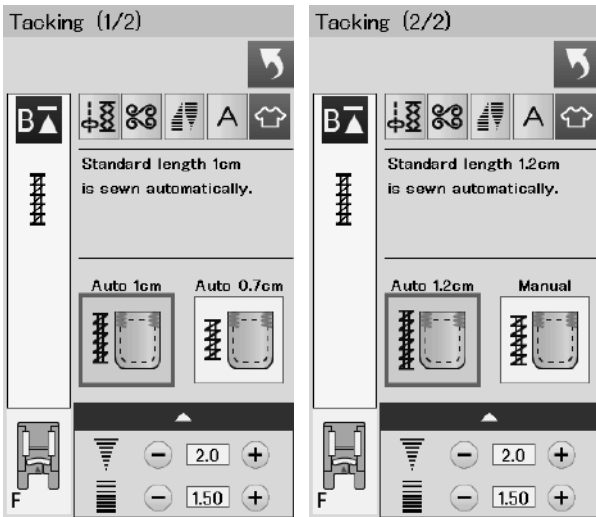 Tacking (1/2)
B
A
Standard length 1cm
is sewn automatically.
Auto 1cm
Auto 0.7cm
2.0
1.50
F
Tacking (2/2)
B
A
Standard length 1.2cm
is sewn automatically.
Auto 1.2cm
Manual
2.0
1.50
F